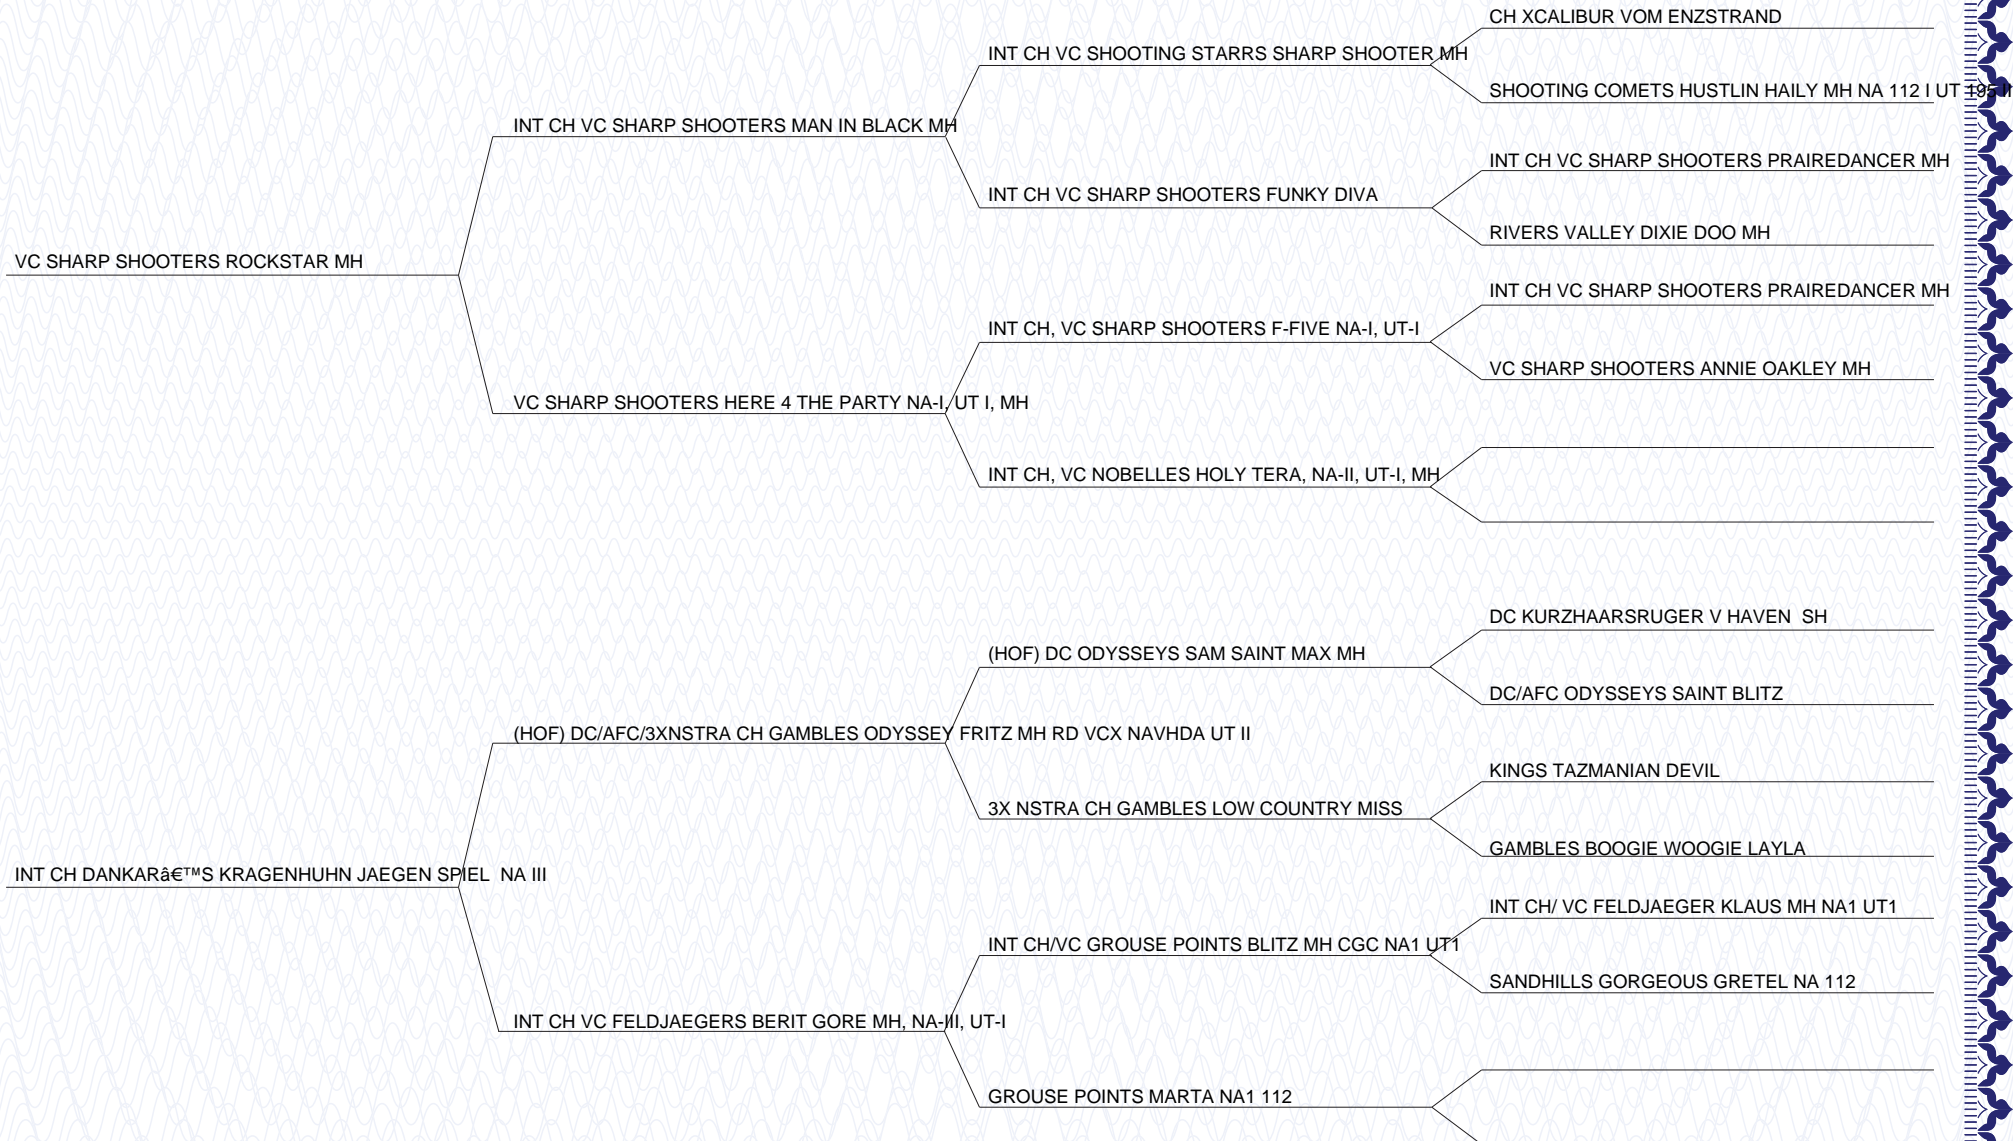 CH XCALIBUR VOM ENZSTRAND
INT CH VC SHOOTING STARRS SHARP SHOOTER MH
SHOOTING COMETS HUSTLIN HAILY MH NA 112 I UT 195 II
INT CH VC SHARP SHOOTERS MAN IN BLACK MH
INT CH VC SHARP SHOOTERS PRAIREDANCER MH
INT CH VC SHARP SHOOTERS FUNKY DIVA
RIVERS VALLEY DIXIE DOO MH
VC SHARP SHOOTERS ROCKSTAR MH
INT CH VC SHARP SHOOTERS PRAIREDANCER MH
INT CH, VC SHARP SHOOTERS F-FIVE NA-I, UT-I
VC SHARP SHOOTERS ANNIE OAKLEY MH
VC SHARP SHOOTERS HERE 4 THE PARTY NA-I, UT I, MH
INT CH, VC NOBELLES HOLY TERA, NA-II, UT-I, MH
DC KURZHAARSRUGER V HAVEN  SH
(HOF) DC ODYSSEYS SAM SAINT MAX MH
DC/AFC ODYSSEYS SAINT BLITZ
(HOF) DC/AFC/3XNSTRA CH GAMBLES ODYSSEY FRITZ MH RD VCX NAVHDA UT II
KINGS TAZMANIAN DEVIL
3X NSTRA CH GAMBLES LOW COUNTRY MISS
GAMBLES BOOGIE WOOGIE LAYLA
INT CH DANKARâ€™S KRAGENHUHN JAEGEN SPIEL  NA III
INT CH/ VC FELDJAEGER KLAUS MH NA1 UT1
INT CH/VC GROUSE POINTS BLITZ MH CGC NA1 UT1
SANDHILLS GORGEOUS GRETEL NA 112
INT CH VC FELDJAEGERS BERIT GORE MH, NA-III, UT-I
GROUSE POINTS MARTA NA1 112